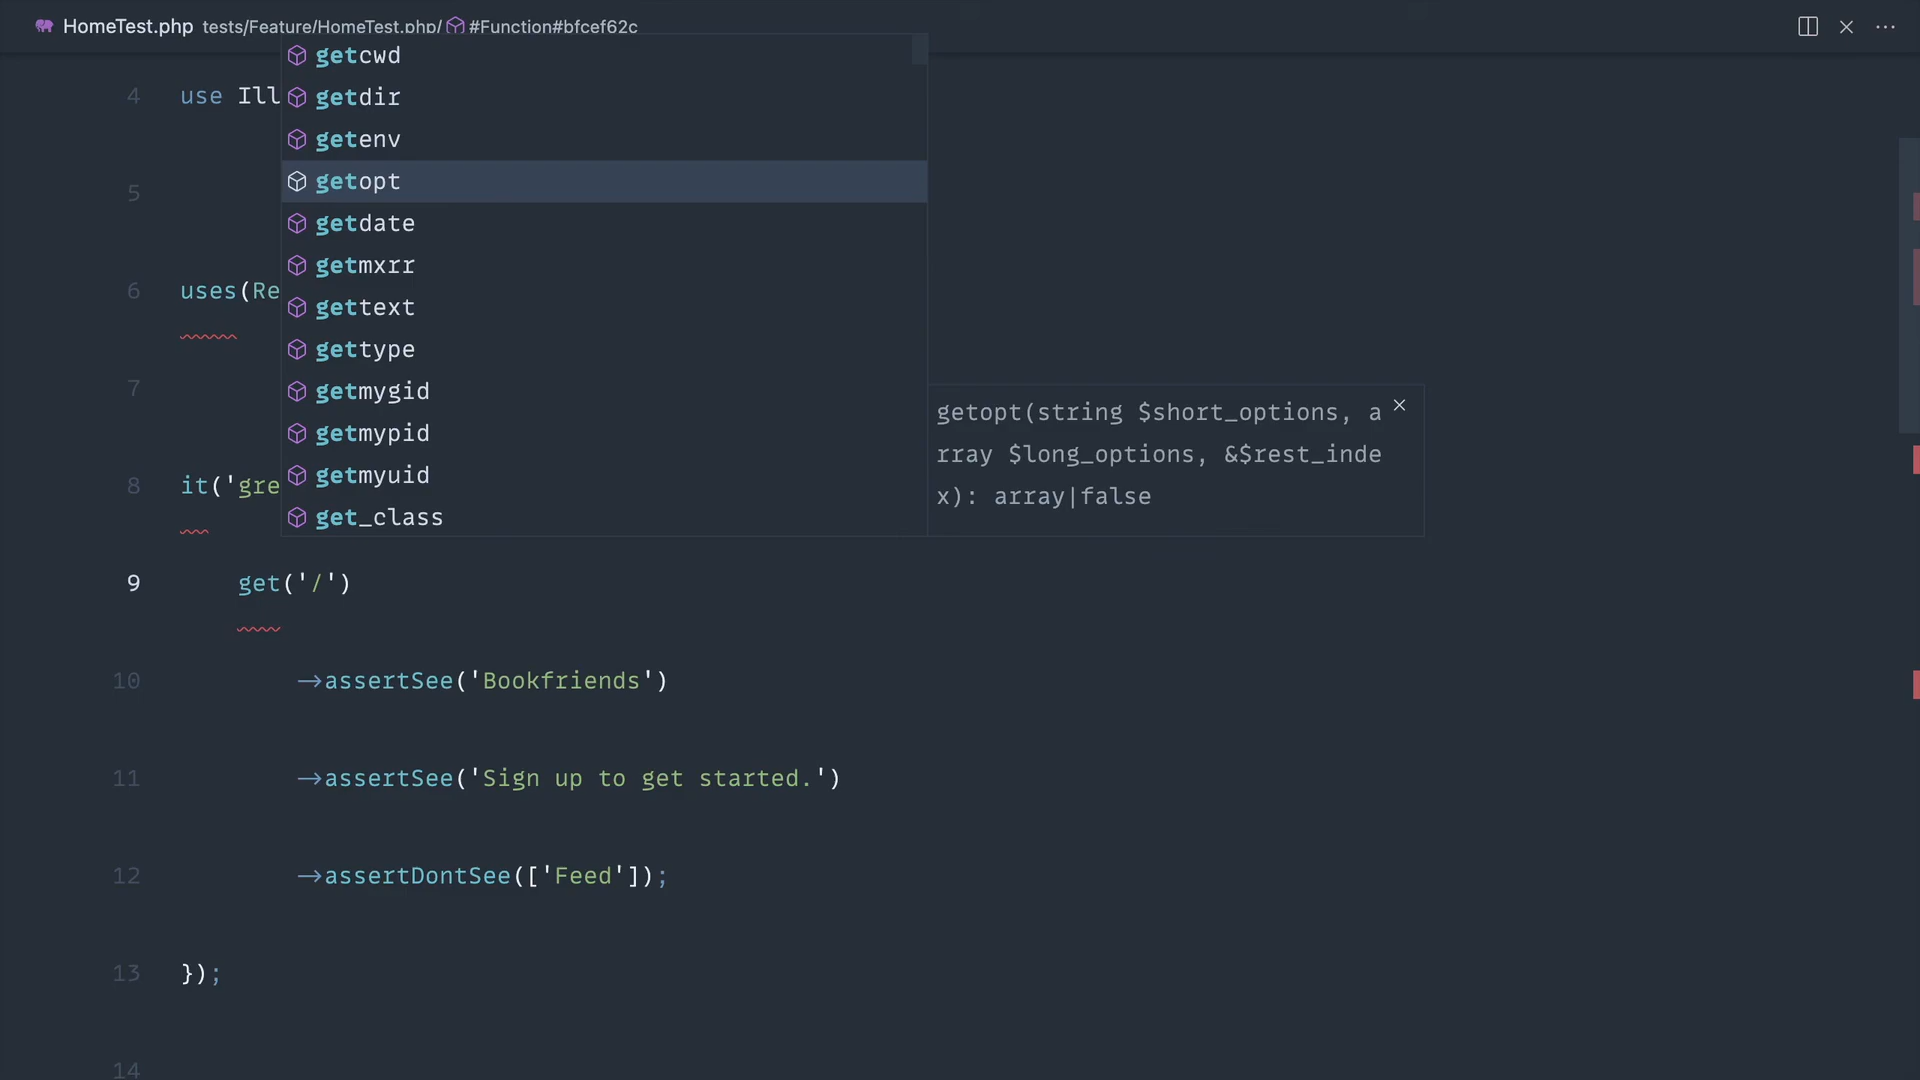 HomeTest.php tests/Feature/HomeTest.php/ #Function#bfcef62c
4 use Ill
5
6 uses(Re
7
8 it('gre
getcwd
getdir
getenv
getopt
getdate
getmxrr
gettext
gettype
getmygid
getmypid
getmyuid
get_class
getopt(string $short_options, a
rray $long_options, &$rest_inde
x): array|false
9 get('/')
10 ->assertSee('Bookfriends')
11 ->assertSee('Sign up to get started.')
12 ->assertDontSee(['Feed']);
13 });
14